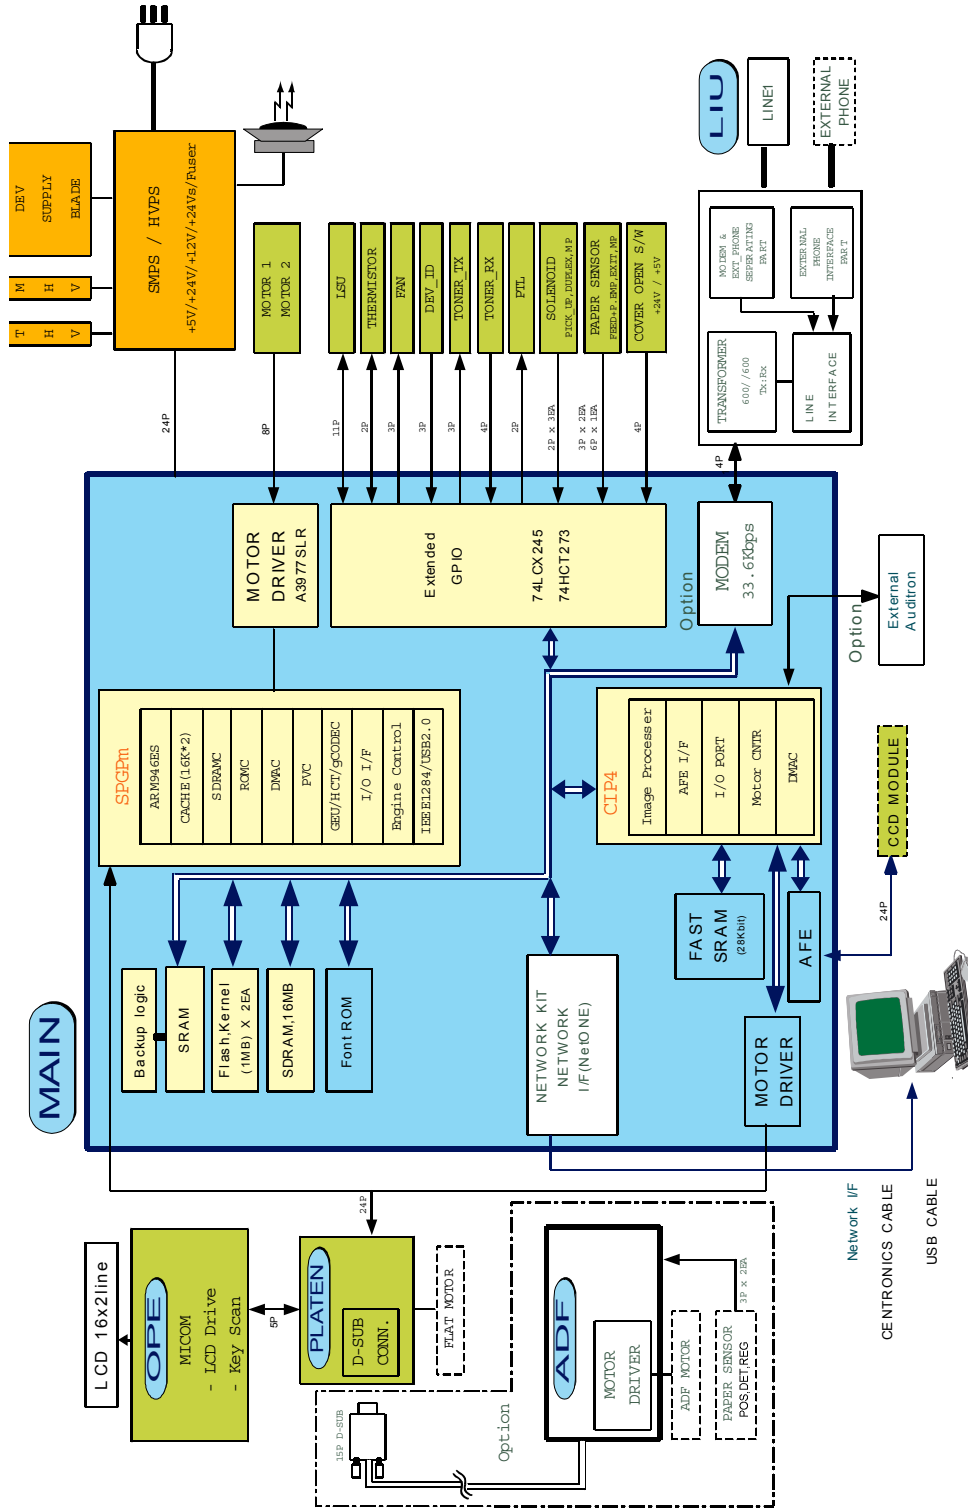 LCD 16x2line
OPE
MICOM
- LCD Drive
- Key Scan
5P
PLATEN
D-SUB
CONN.
24P
FLAT MOTOR
15P D-SUB
Option
ADF
MOTOR
DRIVER
ADF MOTOR
PAPER SENSOR
POS,DET,REG
3P x 2EA
MAIN
Backup logic
SRAM
Flash,Kernel
(1MB) X 2EA
SDRAM,16MB
Font ROM
NETWORK KIT
NETWORK
I/F(NetONE)
FAST
SRAM
(28Kbit)
AFE
MOTOR
DRIVER
Network I/F
CENTRONICS CABLE
USB CABLE
SPGPm
ARM946ES
CACHE(16K*2)
SDRAMC
ROMC
DMAC
PVC
GEU/HCT/gCODEC
I/O I/F
Engine Control
IEEE1284/USB2.0
CIP4
Image Processer
AFE I/F
I/O PORT
Motor CNTR
DMAC
24P
CCD MODULE
MOTOR
DRIVER
A3977SLR
Extended
GPIO
74LCX245
74HCT273
Option
MODEM
33.6Kbps
Option
External
Auditron
24P
8P
11P
2P
3P
3P
3P
4P
2P
2P x 3EA
3P x 2EA
6P x 1EA
4P
4P
THV
MHV
DEV
SUPPLY
BLADE
SMPS / HVPS
+5V/+24V/+12V/+24Vs/Fuser
MOTOR 1
MOTOR 2
LSU
THERMISTOR
FAN
DEV_ID
TONER_TX
TONER_RX
PTL
SOLENOID
PICK_UP,DUPLEX,MP
PAPER SENSOR
FEED+P.EMP,EXIT,MP
COVER OPEN S/W
+24V / +5V
LIU
LINE1
EXTERNAL
PHONE
MODEM &
EXT_PHONE
SEPERATING
PART
EXTERNAL
PHONE
INTERFACE
PART
TRANSFORMER
600//600
Tx:Rx
LINE
INTERFACE